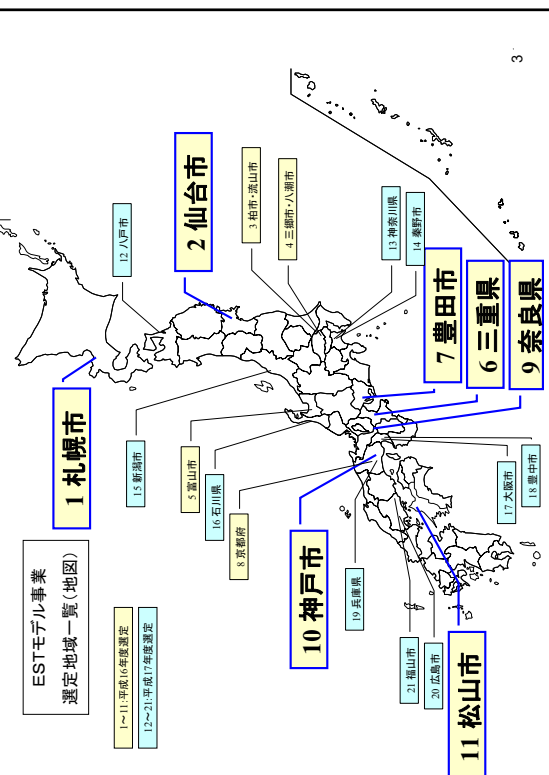 ESTモデル事業
選定地域一覧(地図)
1～11:平成16年度選定
12～21:平成17年度選定
1 札幌市
12 八戸市
2 仙台市
3 柏市・流山市
4 三郷市・八潮市
13 神奈川県
14 秦野市
15 新潟市
5 富山市
16 石川県
8 京都府
7 豊田市
6 三重県
9 奈良県
10 神戸市
19 兵庫県
17 大阪市
18 豊中市
21 福山市
20 広島市
11 松山市
3